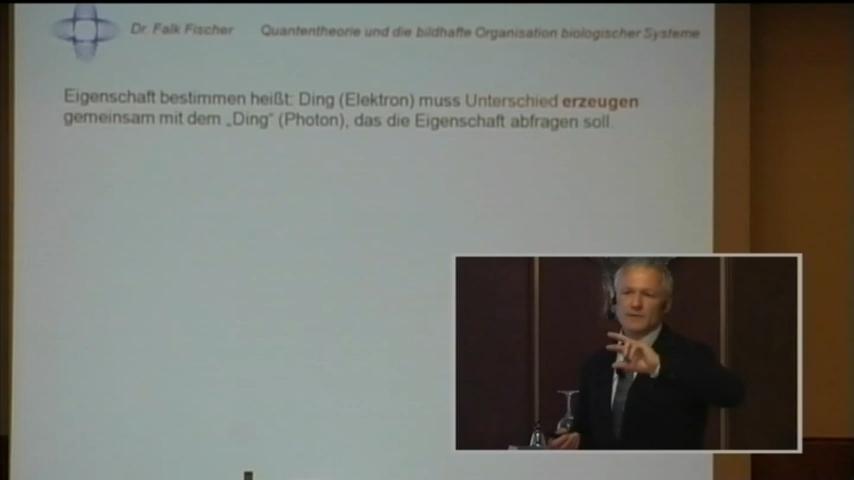 Dr. Falk Fischer Quantentheorie und die bildhafte Organisation biologischer Systeme
Eigenschaft bestimmen heißt: Ding (Elektron) muss Unterschied erzeugen
gemeinsam mit dem „Ding“ (Photon), das die Eigenschaft abfragen soll.